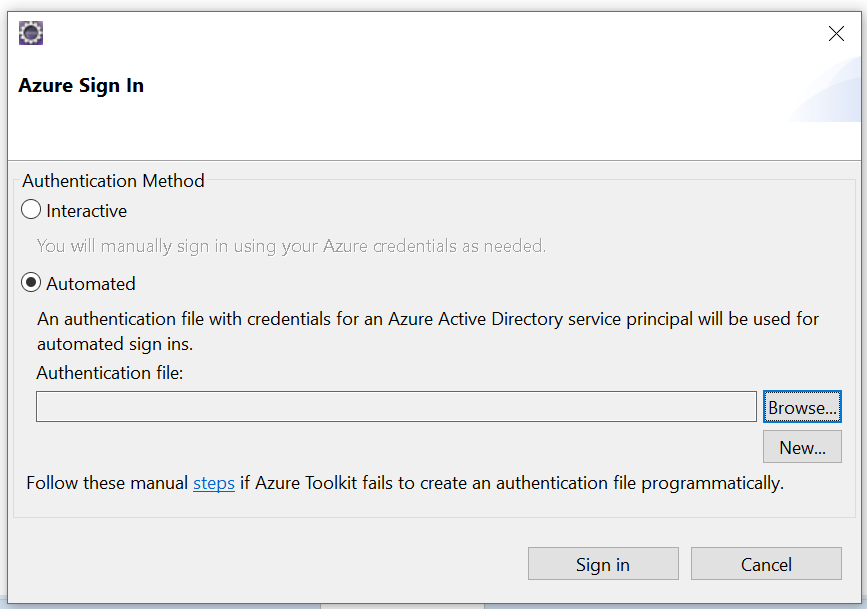 Azure Sign In
Authentication Method
Interactive
You will manually sign in using your Azure credentials as needed.
Automated
An authentication file with credentials for an Azure Active Directory service principal will be used for
automated sign ins.
Authentication file:
Browse...
New...
Follow these manual steps if Azure Toolkit fails to create an authentication file programmatically.
Sign in
Cancel